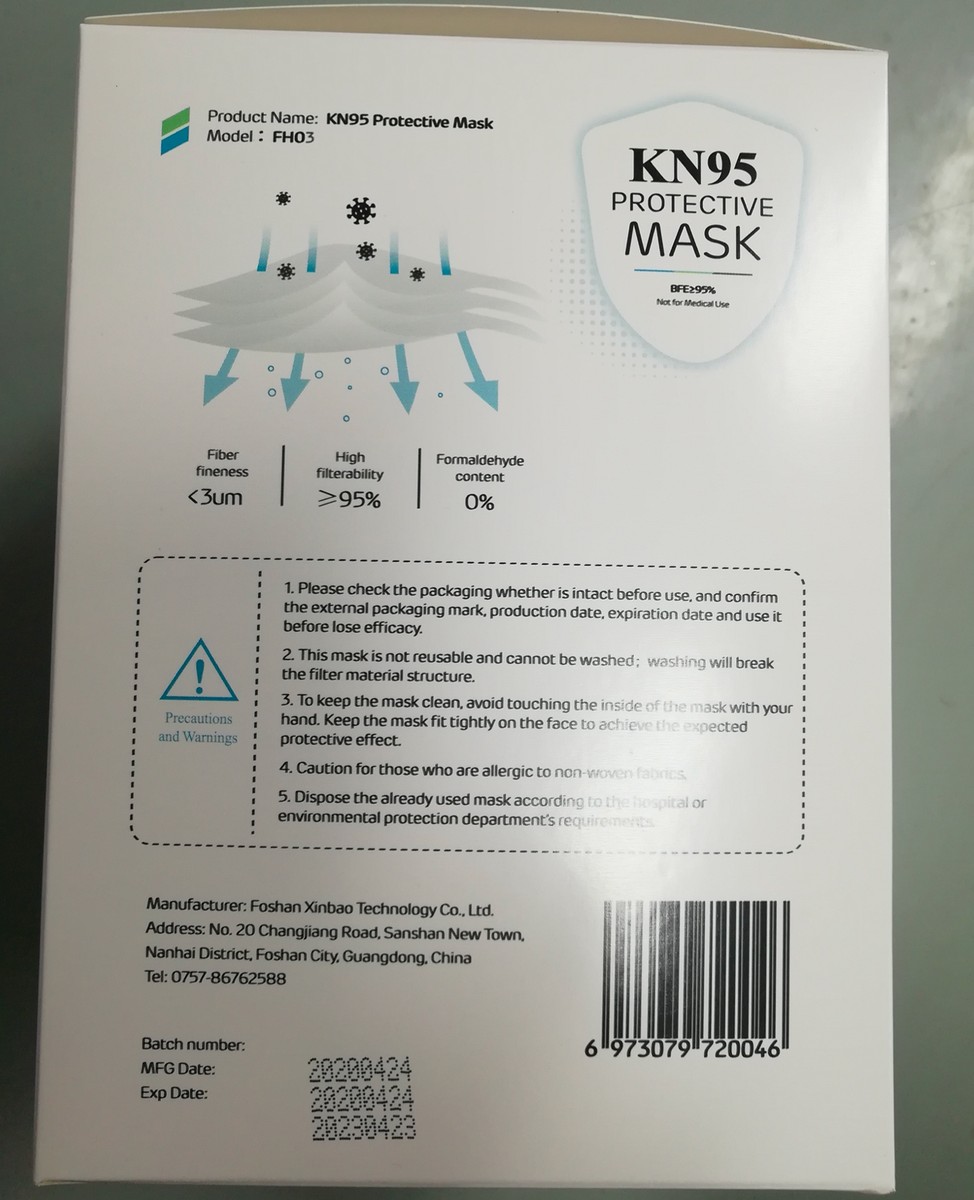 Product Name: KN95 Protective Mask
Model: FH03
KN95
PROTECTIVE
MASK
BFE≥95%
Not for Medical Use
Fiber
fineness
<3um
High
filterability
≥95%
Formaldehyde
content
0%
Precautions
and Warnings
1. Please check the packaging whether is intact before use, and confirm
the external packaging mark, production date, expiration date and use it
before lose efficacy.
2. This mask is not reusable and cannot be washed; washing will break
the filter material structure.
3. To keep the mask clean, avoid touching the inside of the mask with your
hand. Keep the mask fit tightly on the face to achieve the expected
protective effect.
4. Caution for those who are allergic to non-woven fabrics.
5. Dispose the already used mask according to the hospital or
environmental protection department's requirements.
Manufacturer: Foshan Xinbao Technology Co., Ltd.
Address: No. 20 Changjiang Road, Sanshan New Town,
Nanhai District, Foshan City, Guangdong, China
Tel: 0757-86762588
Batch number: 20200424
MFG Date: 20200424
Exp Date: 20230423
6 973079 720046